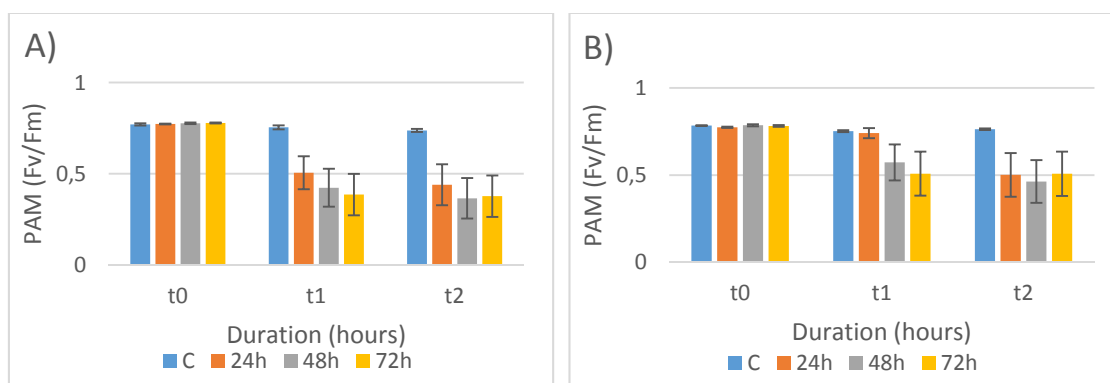 A)
PAM (Fv/Fm)
1
0,5
0
t0 t1 t2
Duration (hours)
C 24h 48h 72h
B)
PAM (Fv/Fm)
1
0,5
0
t0 t1 t2
Duration (hours)
C 24h 48h 72h